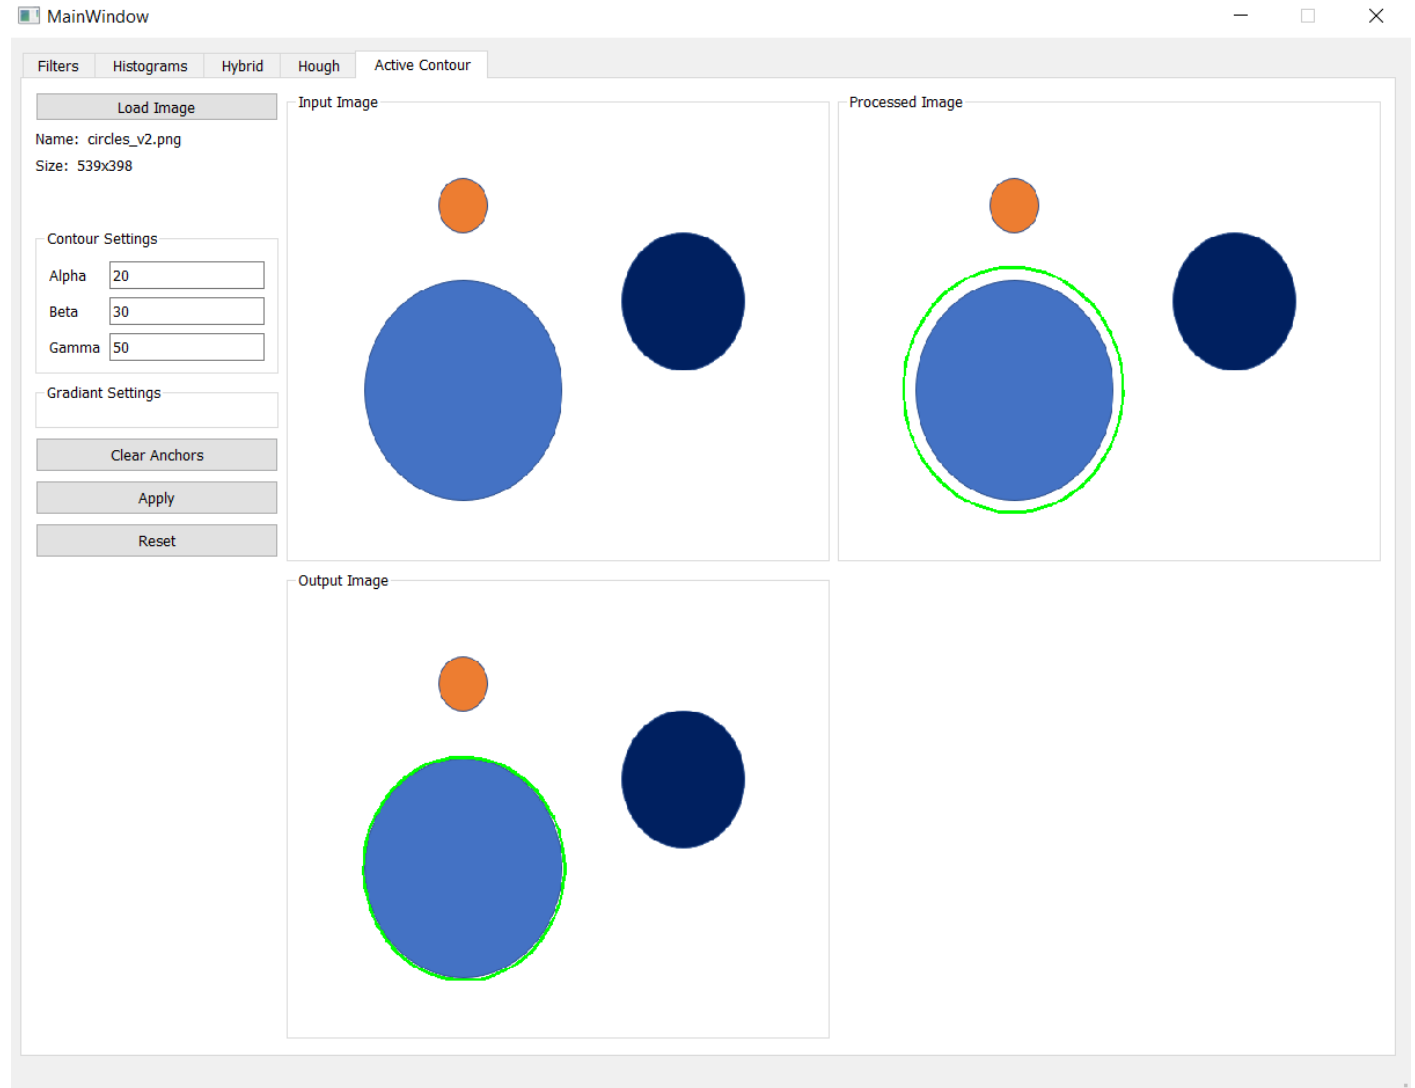 MainWindow
Filters Histograms Hybrid Hough Active Contour
Load Image
Name: circles_v2.png
Size: 539x398
Contour Settings
Alpha 20
Beta 30
Gamma 50
Gradiant Settings
Clear Anchors
Apply
Reset
Input Image
Processed Image
Output Image